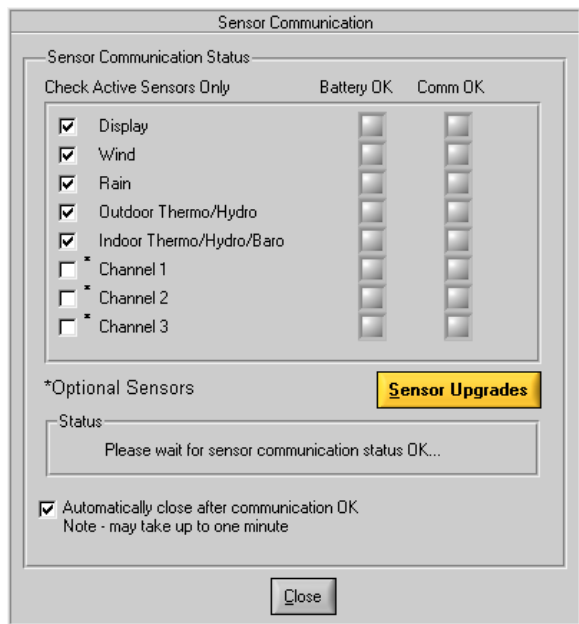 Sensor Communication
Sensor Communication Status
Check Active Sensors Only Battery OK Comm OK
Display
Wind
Rain
Outdoor Thermo/Hydro
Indoor Thermo/Hydro/Baro
* Channel 1
* Channel 2
* Channel 3
*Optional Sensors Sensor Upgrades
Status
Please wait for sensor communication status OK...
Automatically close after communication OK
Note - may take up to one minute
Close